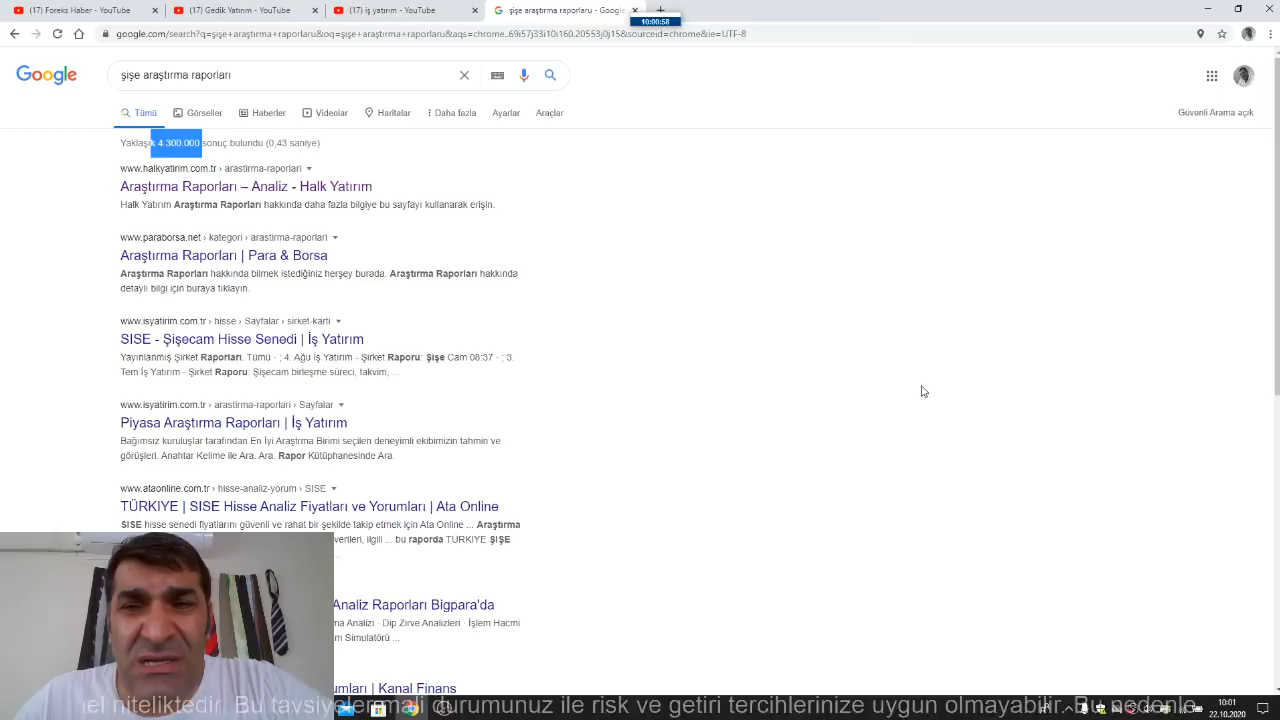 (17) Foreks Haber - YouTube
(17) Gedik Yatırım - YouTube
(17) iş yatırım - YouTube
şişe araştırma raporları - Google
10:00:58
google.com/search?q=şişe+araştırma+raporları&oq=şişe+araştırma+raporları&aqs=chrome..69i57j33i10i160.20553j0j15&sourceid=chrome&ie=UTF-8
Google
şişe araştırma raporları
Tümü Görseller Haberler Videolar Haritalar Daha fazla Ayarlar Araçlar
Güvenli Arama açık
Yaklaşık 4.300.000 sonuç bulundu (0,43 saniye)
www.halkyatirim.com.tr › arastirma-raporlari
Araştırma Raporları – Analiz - Halk Yatırım
Halk Yatırım Araştırma Raporları hakkında daha fazla bilgiye bu sayfayı kullanarak erişin.
www.paraborsa.net › kategori › arastirma-raporlari
Araştırma Raporları | Para & Borsa
Araştırma Raporları hakkında bilmek istediğiniz herşey burada. Araştırma Raporları hakkında
detaylı bilgi için buraya tıklayın.
www.isyatirim.com.tr › hisse › Sayfalar › sirket-karti
SISE - Şişecam Hisse Senedi | İş Yatırım
Yayınlanmış Şirket Raporları. Tümü · ; 4. Ağu İş Yatırım - Şirket Raporu: Şişe Cam 08:37 · ; 3.
Tem İş Yatırım - Şirket Raporu: Şişecam birleşme süreci, takvim, ...
www.isyatirim.com.tr › arastirma-raporlari › Sayfalar
Piyasa Araştırma Raporları | İş Yatırım
Bağımsız kuruluşlar tarafından En İyi Araştırma Birimi seçilen deneyimli ekibimizin tahmin ve
görüşleri. Anahtar Kelime ile Ara. Ara. Rapor Kütüphanesinde Ara.
www.ataonline.com.tr › hisse-analiz-yorum › SISE
TÜRKIYE | SISE Hisse Analiz Fiyatları ve Yorumları | Ata Online
SISE hisse senedi fiyatlarını güvenli ve rahat bir şekilde takip etmek için Ata Online ... Araştırma
verileri, ilgili ... bu raporda TÜRKIYE ŞIŞE
Analiz Raporları Bigpara'da
ma Analizi · Dip Zirve Analizleri · İşlem Hacmi
m Simulatörü ...
umları | Kanal Finans
nel niteliktedir. Bu tavsiyeler mali durumunuz ile risk ve getiri tercihlerinize uygun olmayabilir. Bu
10:01
22.10.2020